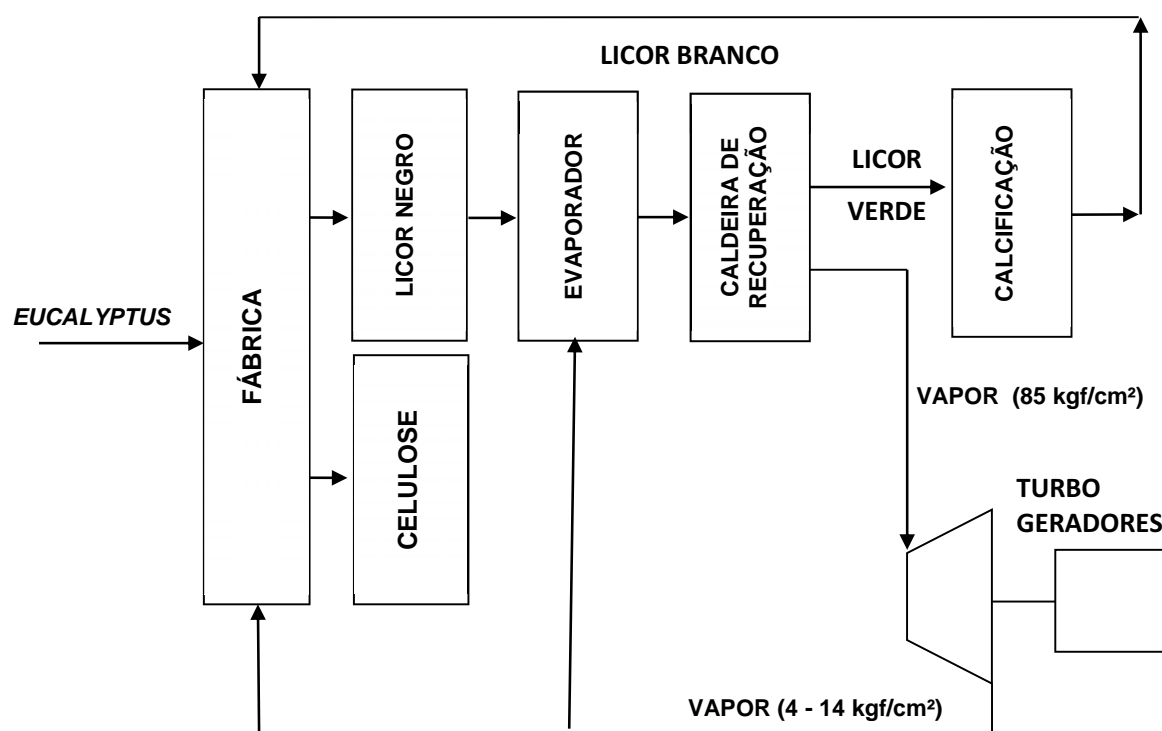 LICOR BRANCO
EUCALYPTUS
FÁBRICA
LICOR NEGRO
CELULOSE
EVAPORADOR
CALDEIRA DE
RECUPERAÇÃO
LICOR
VERDE
CALCIFICAÇÃO
VAPOR (85 kgf/cm²)
TURBO
GERADORES
VAPOR (4 - 14 kgf/cm²)